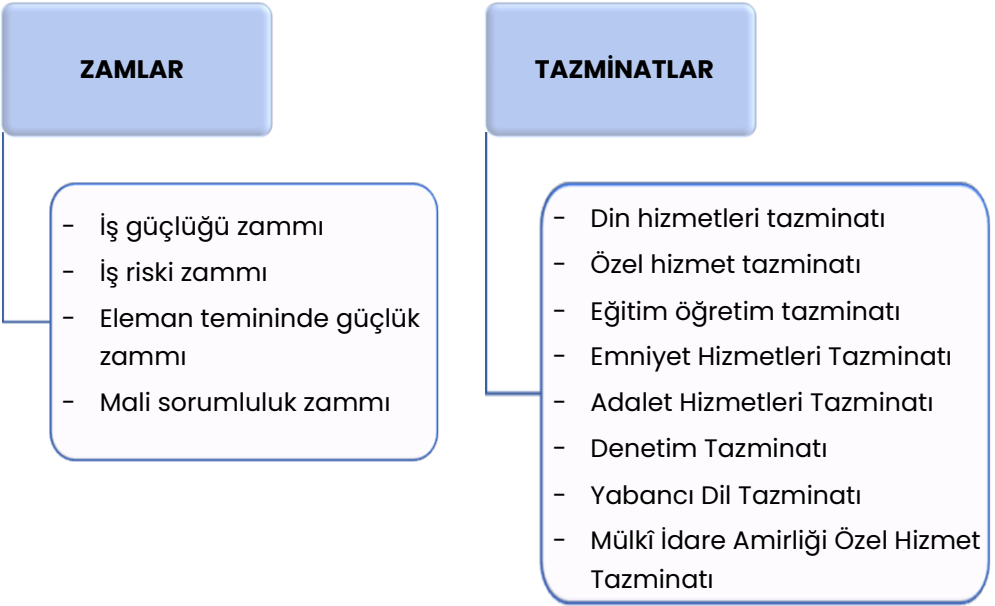 ZAMLAR
- İş güçlüğü zammı
- İş riski zammı
- Eleman temininde güçlük
zammı
- Mali sorumluluk zammı
TAZMİNATLAR
- Din hizmetleri tazminatı
- Özel hizmet tazminatı
- Eğitim öğretim tazminatı
- Emniyet Hizmetleri Tazminatı
- Adalet Hizmetleri Tazminatı
- Denetim Tazminatı
- Yabancı Dil Tazminatı
- Mülkî İdare Amirliği Özel Hizmet
Tazminatı